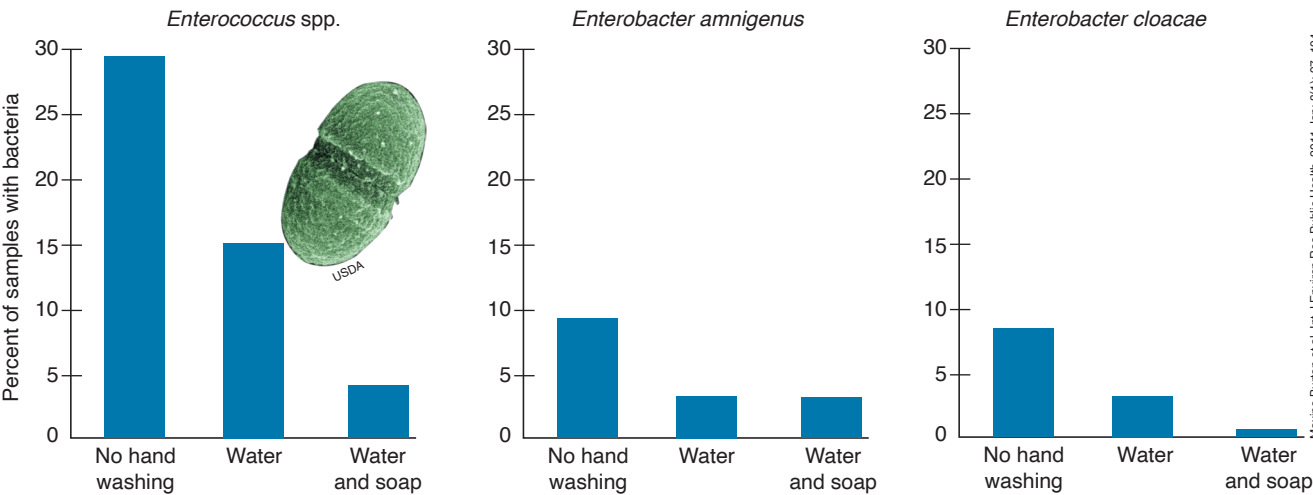 Enterococcus spp.
Enterobacter amnigenus
Enterobacter cloacae
Percent of samples with bacteria
30
25
20
15
10
5
0
USDA
No hand
washing
Water
Water
and soap
30
25
20
15
10
5
0
No hand
washing
Water
Water
and soap
30
25
20
15
10
5
0
No hand
washing
Water
Water
and soap